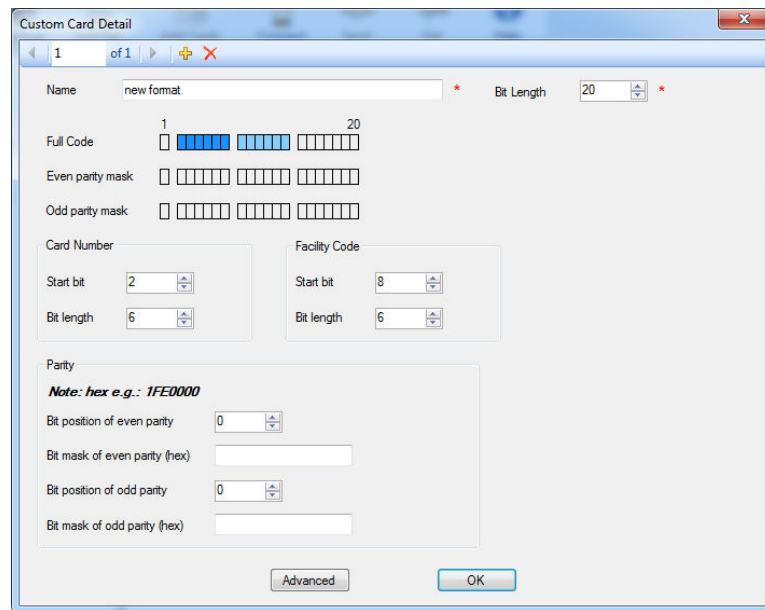 Custom Card Detail
1 of 1
Name new format * Bit Length 20 *
1 20
Full Code
Even parity mask
Odd parity mask
Card Number Facility Code
Start bit 2 Start bit 8
Bit length 6 Bit length 6
Parity
Note: hex e.g.: 1FE0000
Bit position of even parity 0
Bit mask of even parity (hex)
Bit position of odd parity 0
Bit mask of odd parity (hex)
Advanced OK